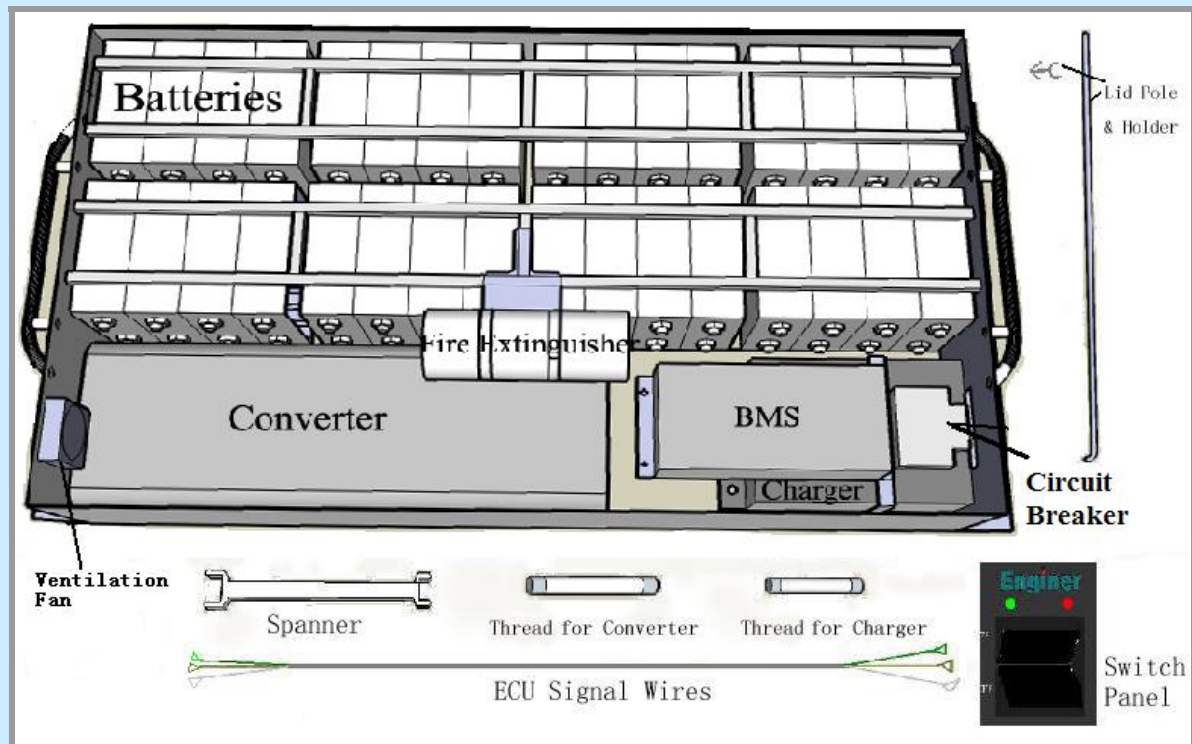 Batteries
Lid Pole
& Holder
Fire Extinguisher
Converter
BMS
Charger
Circuit
Breaker
Ventilation
Fan
Spanner
Thread for Converter
Thread for Charger
Enginer
ECU Signal Wires
Switch
Panel